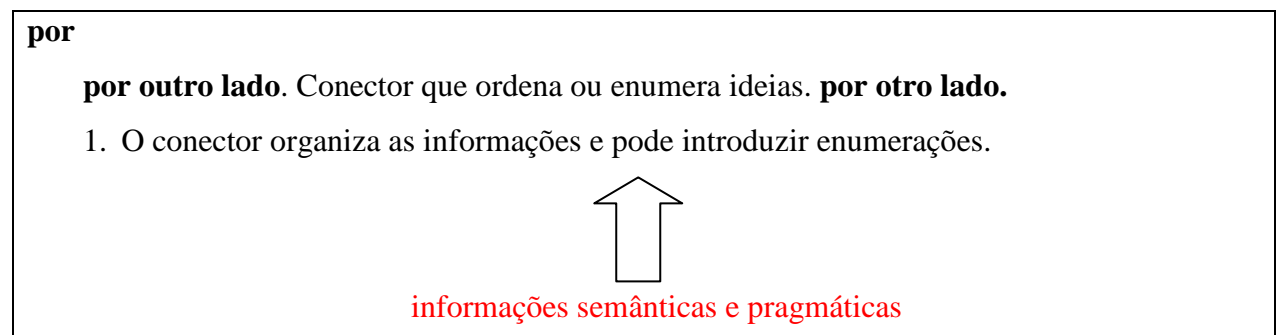 por
por outro lado. Conector que ordena ou enumera ideias. por otro lado.
1. O conector organiza as informações e pode introduzir enumerações.
informações semânticas e pragmáticas